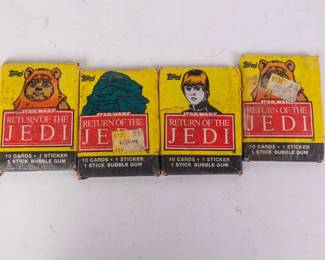 Topps
STAR WARS
RETURN OF THE
JEDI
10 CARDS • 1 STICKER
1 STICK BUBBLE GUM
STAR WARS
RETURN OF THE
JEDI
10 CARDS • 1 STICKER
1 STICK BUBBLE GUM
Topps
STAR WARS
RETURN OF THE
JEDI
10 CARDS • 1 STICKER
1 STICK BUBBLE GUM
Topps
RETURN OF THE
JEDI
10 CARDS • 1 STICKER
1 STICK BUBBLE GUM